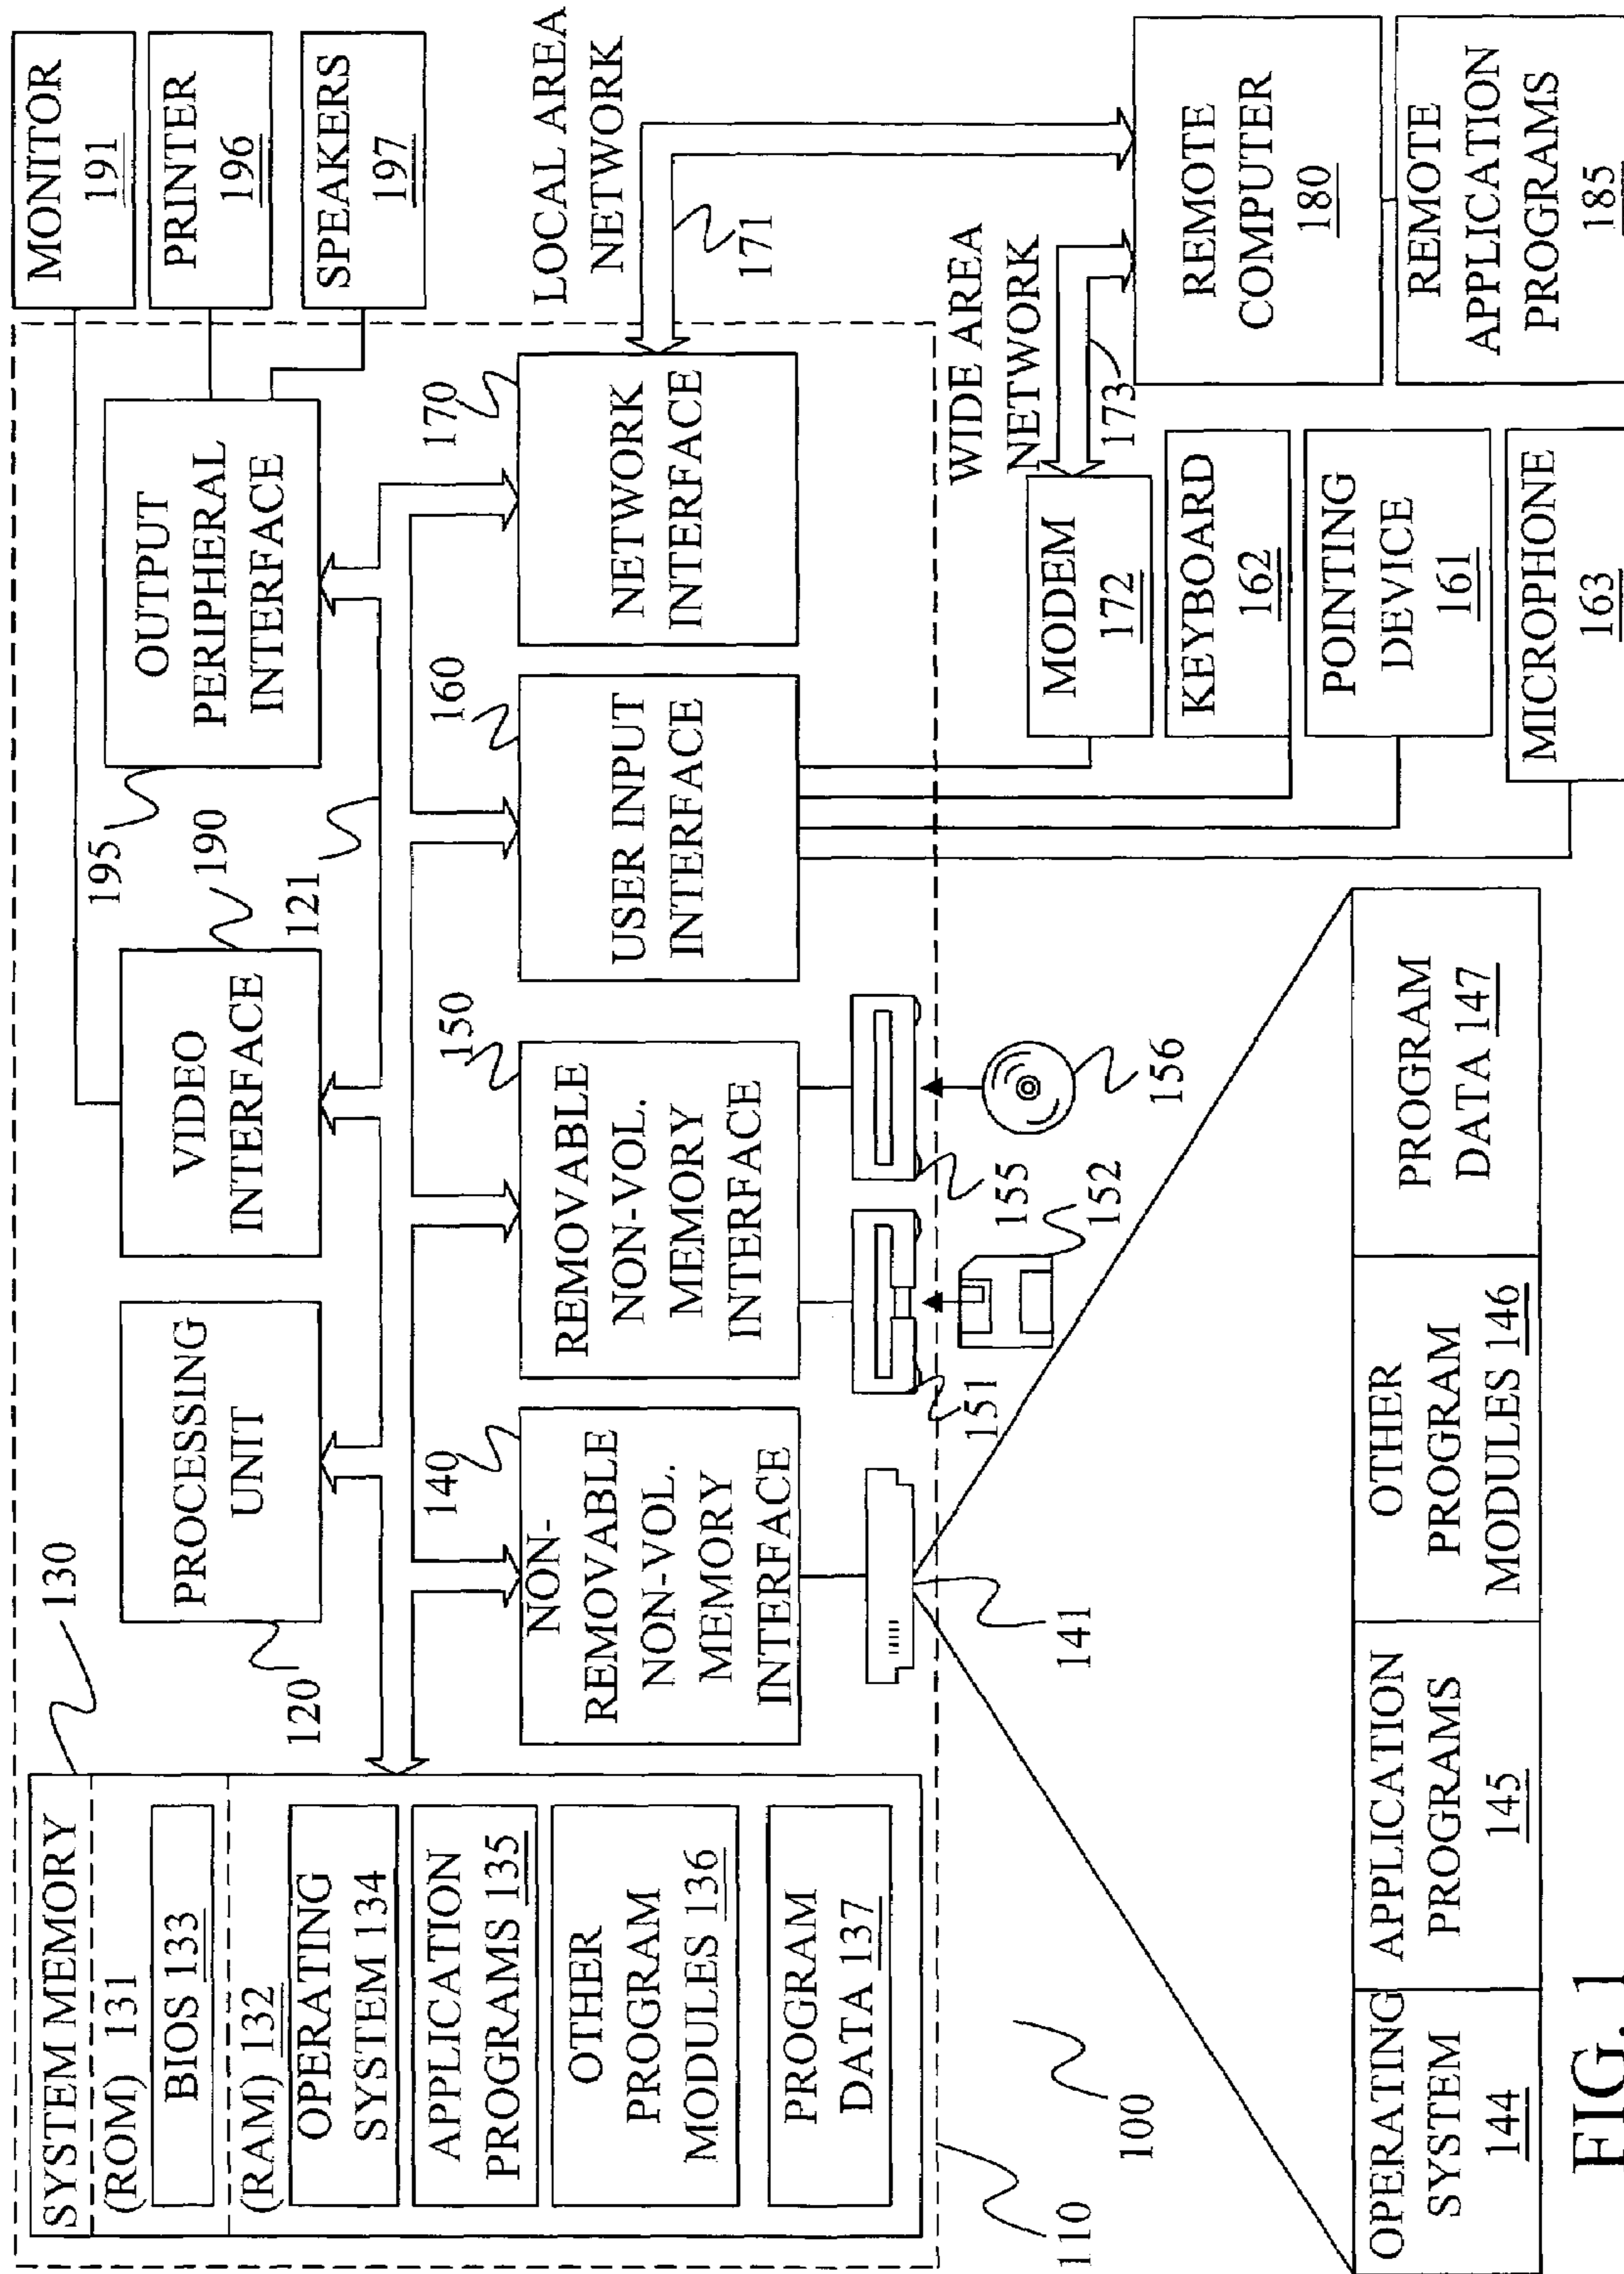 SYSTEM MEMORY
(ROM) 131
BIOS 133
(RAM) 132
OPERATING
SYSTEM 134
APPLICATION
PROGRAMS 135
OTHER
PROGRAM
MODULES 136
PROGRAM
DATA 137
130
PROCESSING
UNIT
120
VIDEO
INTERFACE
190
OUTPUT
PERIPHERAL
INTERFACE
195
121
MONITOR
191
PRINTER
196
SPEAKERS
197
NON-
REMOVABLE
NON-VOL.
MEMORY
INTERFACE
140
REMOVABLE
NON-VOL.
MEMORY
INTERFACE
150
USER INPUT
INTERFACE
160
NETWORK
INTERFACE
170
LOCAL AREA
NETWORK
171
141
151
152
155
156
WIDE AREA
NETWORK
173
MODEM
172
KEYBOARD
162
POINTING
DEVICE
161
MICROPHONE
163
REMOTE
COMPUTER
180
REMOTE
APPLICATION
PROGRAMS
185
110
100
OPERATING
SYSTEM
144
APPLICATION
PROGRAMS
145
OTHER
PROGRAM
MODULES 146
PROGRAM
DATA 147
FIG. 1